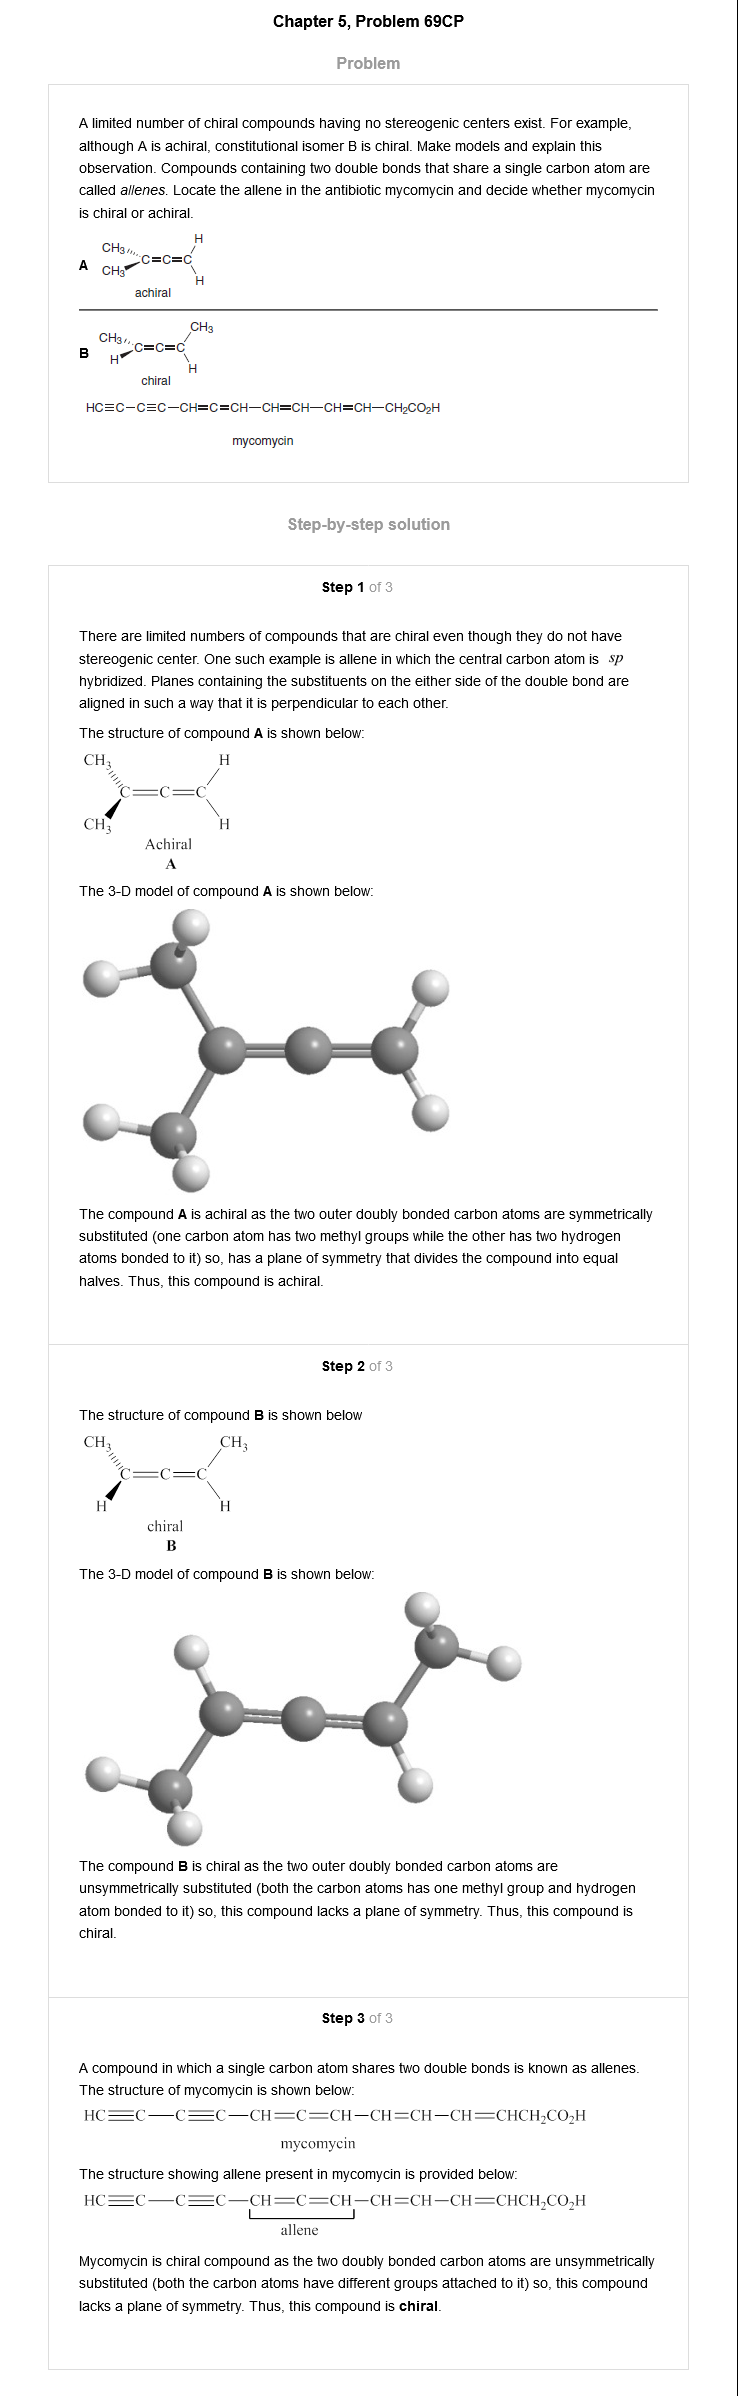 Chapter 5, Problem 69CP
Problem
A limited number of chiral compounds having no stereogenic centers exist. For example,
although A is achiral, constitutional isomer B is chiral. Make models and explain this
observation. Compounds containing two double bonds that share a single carbon atom are
called allenes. Locate the allene in the antibiotic mycomycin and decide whether mycomycin
is chiral or achiral.
H
CH₃
C=C=C
A
CH₃
H
achiral
CH₃
CH₃
C=C=C
B
H
H
chiral
HC≡C−C≡C−CH=C=CH−CH=CH−CH=CH−CH₂CO₂H
mycomycin
Step-by-step solution
Step 1 of 3
There are limited numbers of compounds that are chiral even though they do not have
stereogenic center. One such example is allene in which the central carbon atom is sp
hybridized. Planes containing the substituents on the either side of the double bond are
aligned in such a way that it is perpendicular to each other.
The structure of compound A is shown below:
CH₃ H
C=C=C
CH₃ H
Achiral
A
The 3-D model of compound A is shown below:
The compound A is achiral as the two outer doubly bonded carbon atoms are symmetrically
substituted (one carbon atom has two methyl groups while the other has two hydrogen
atoms bonded to it) so, has a plane of symmetry that divides the compound into equal
halves. Thus, this compound is achiral.
Step 2 of 3
The structure of compound B is shown below
CH₃ CH₃
C=C=C
H H
chiral
B
The 3-D model of compound B is shown below:
The compound B is chiral as the two outer doubly bonded carbon atoms are
unsymmetrically substituted (both the carbon atoms has one methyl group and hydrogen
atom bonded to it) so, this compound lacks a plane of symmetry. Thus, this compound is
chiral.
Step 3 of 3
A compound in which a single carbon atom shares two double bonds is known as allenes.
The structure of mycomycin is shown below:
HC≡C—C≡C—CH=C=CH—CH=CH—CH=CHCH₂CO₂H
mycomycin
The structure showing allene present in mycomycin is provided below:
HC≡C—C≡C—CH=C=CH—CH=CH—CH=CHCH₂CO₂H
allene
Mycomycin is chiral compound as the two doubly bonded carbon atoms are unsymmetrically
substituted (both the carbon atoms have different groups attached to it) so, this compound
lacks a plane of symmetry. Thus, this compound is chiral.